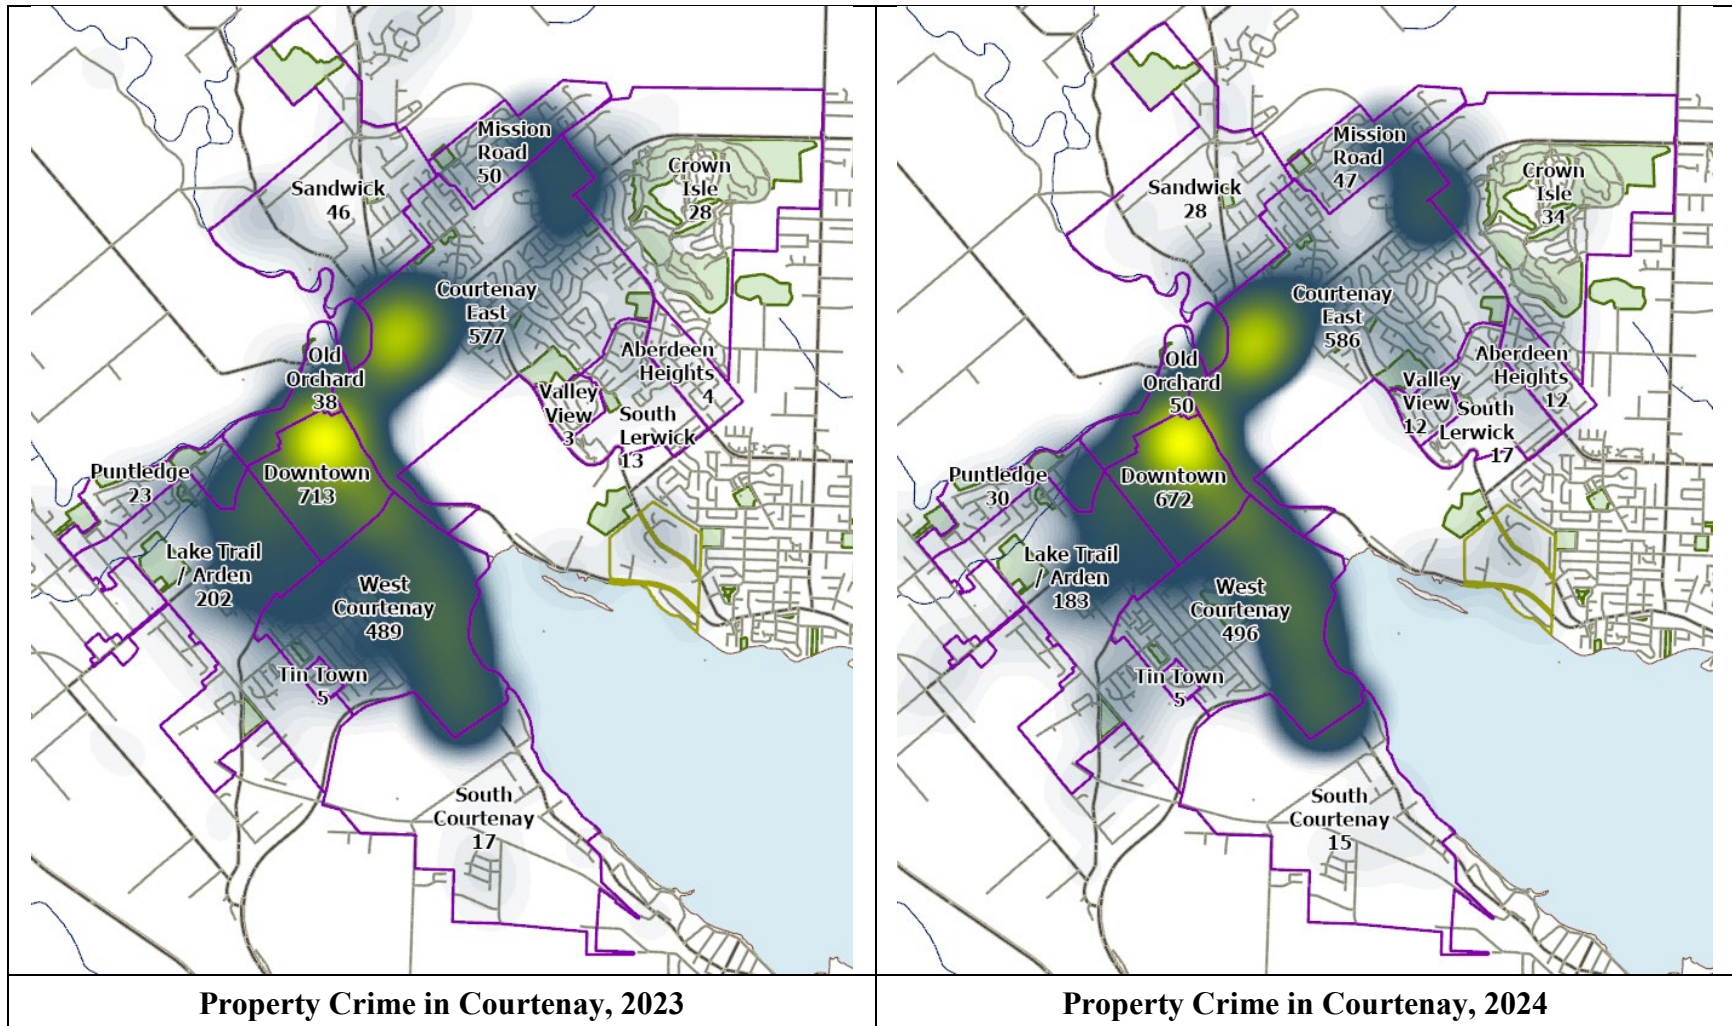 Mission
Road
50
Crown
Isle
28
Sandwick
46
Courtenay
East
577
Old
Orchard
38
Aberdeen
Heights
4
Valley
View
3
South
Lerwick
13
Puntledge
23
Downtown
713
Lake Trail
/ Arden
202
West
Courtenay
489
Tin Town
5
South
Courtenay
17
Property Crime in Courtenay, 2023
Mission
Road
47
Crown
Isle
34
Sandwick
28
Courtenay
East
586
Old
Orchard
50
Aberdeen
Heights
12
Valley
View
12
South
Lerwick
17
Puntledge
30
Downtown
672
Lake Trail
/ Arden
183
West
Courtenay
496
Tin Town
5
South
Courtenay
15
Property Crime in Courtenay, 2024